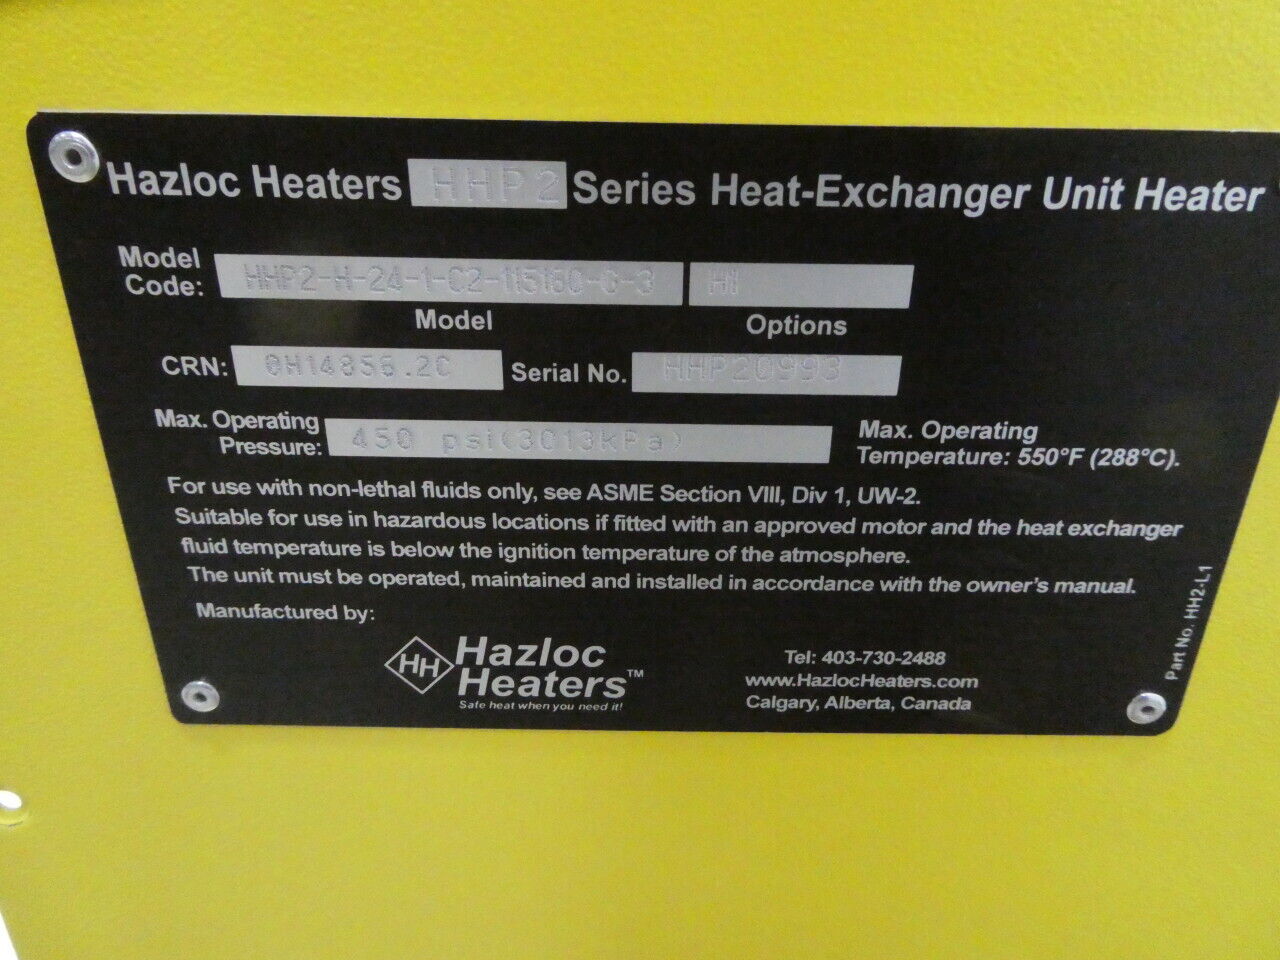 Hazloc Heaters HHP2 Series Heat-Exchanger Unit Heater
Model Code: HHP2-H-24-1-C2-115160-G-3 H1
Model Options
CRN: 0H14856.2C Serial No. HHP20993
Max. Operating Pressure: 450 psi(3013kPa) Max. Operating Temperature: 550°F (288°C).
For use with non-lethal fluids only, see ASME Section VIII, Div 1, UW-2.
Suitable for use in hazardous locations if fitted with an approved motor and the heat exchanger
fluid temperature is below the ignition temperature of the atmosphere.
The unit must be operated, maintained and installed in accordance with the owner's manual.
Manufactured by:
HH Hazloc Heaters™
Safe heat when you need it!
Tel: 403-730-2488
www.HazlocHeaters.com
Calgary, Alberta, Canada
Part No. HH2-L1